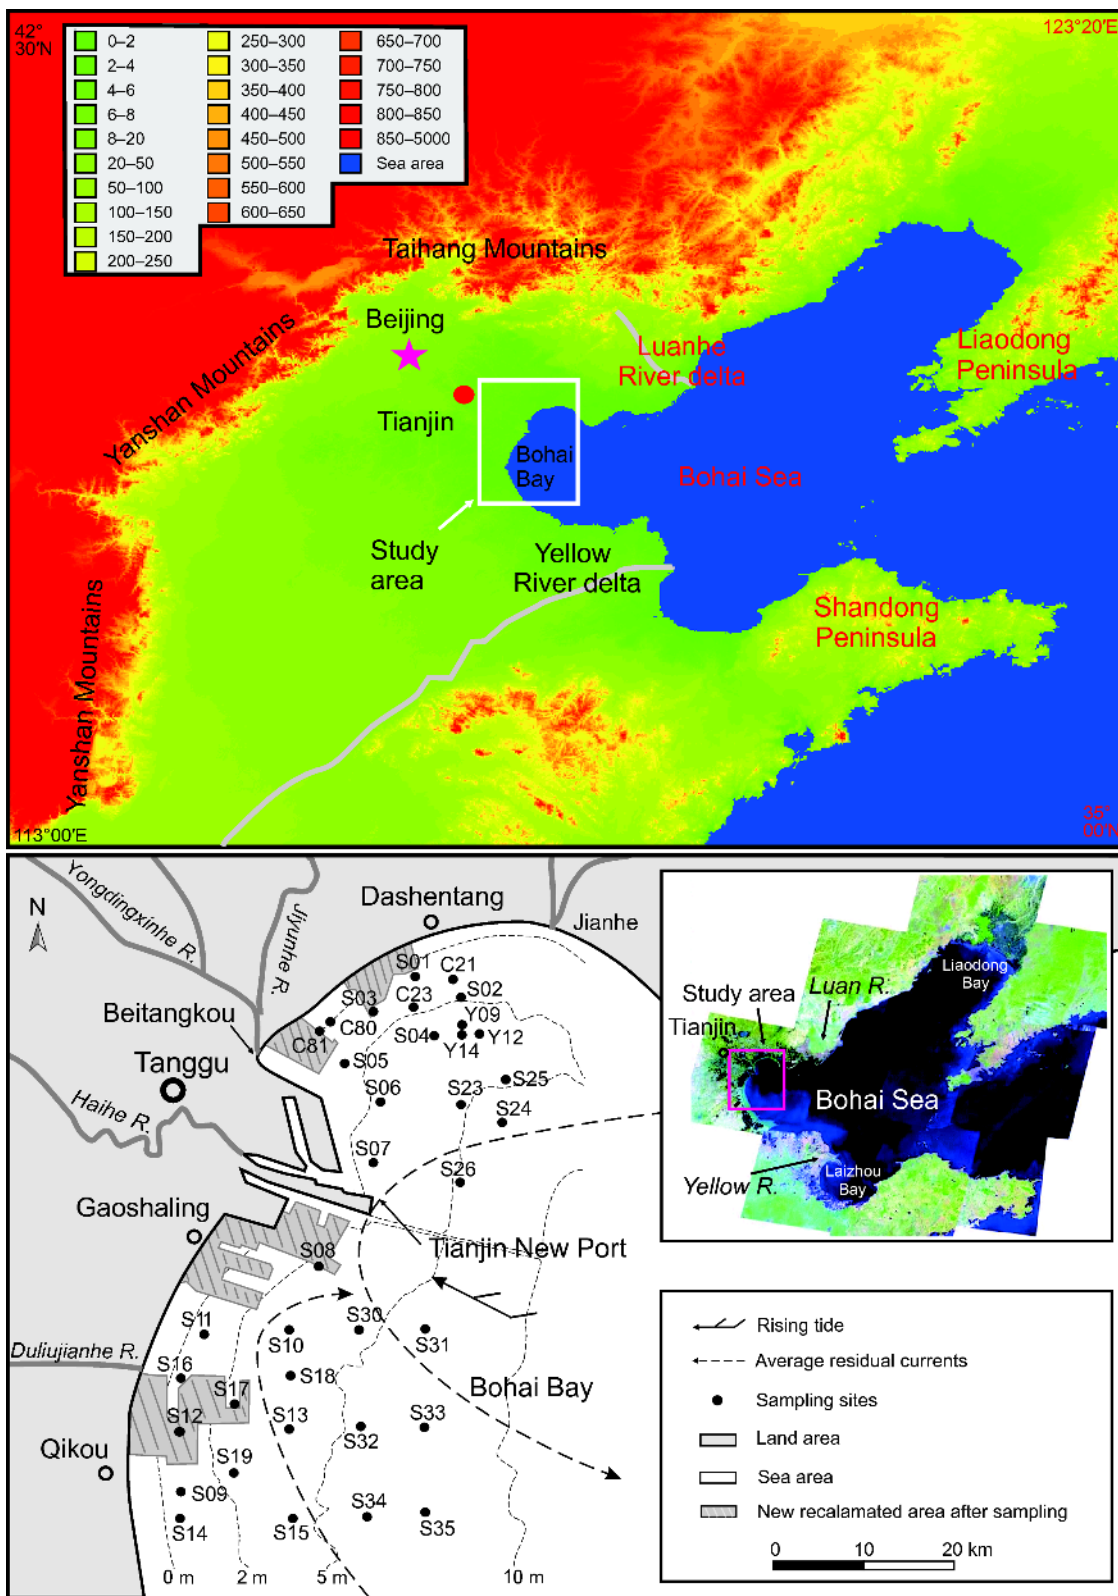 42°
30'N
123°20'E
0–2
2–4
4–6
6–8
8–20
20–50
50–100
100–150
150–200
200–250
250–300
300–350
350–400
400–450
450–500
500–550
550–600
600–650
650–700
700–750
750–800
800–850
850-5000
Sea area
Taihang Mountains
Beijing
Yanshan Mountains
Luanhe
River delta
Liaodong
Peninsula
Tianjin
Bohai
Bay
Bohai Sea
Study
area
Yellow
River delta
Shandong
Peninsula
Yanshan Mountains
113°00'E
35°
00'N
Yongdingxinhe R.
N
Jiyunhe R.
Dashentang
Jianhe
S01
C21
S02
S03
C23
Y09
Beitangkou
C80
S04
Y12
C81
Y14
Tanggu
S05
S25
S06
S23
S24
Haihe R.
S07
S26
Gaoshaling
Tianjin New Port
S08
S11
S30
S10
S31
Duliujianhe R.
S16
S18
Bohai Bay
S17
S12
S13
S33
S32
Qikou
S19
S09
S34
S14
S15
S35
0 m
2 m
5 m
10 m
Liaodong
Bay
Study area
Luan R.
Tianjin
Bohai Sea
Yellow R.
Laizhou
Bay
Rising tide
Average residual currents
Sampling sites
Land area
Sea area
New recalamated area after sampling
0
10
20 km